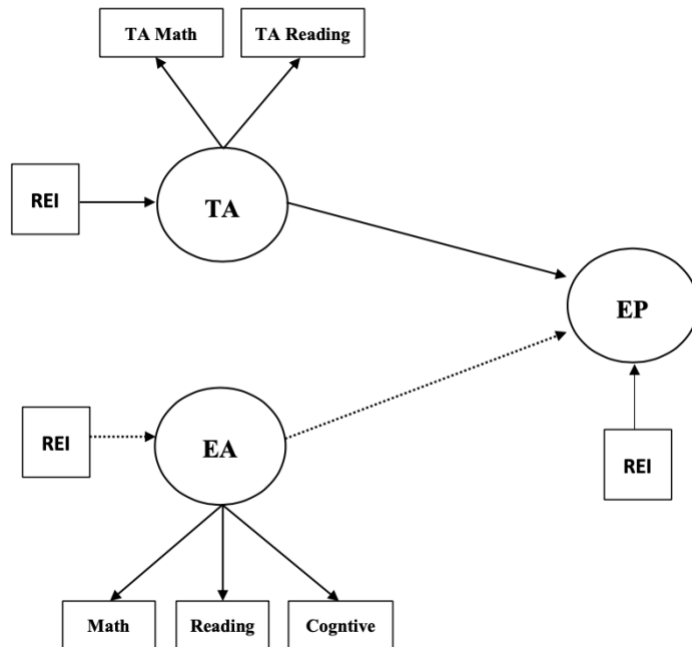 TA Math
TA Reading
REI
TA
EP
REI
EA
REI
Math
Reading
Cogntive